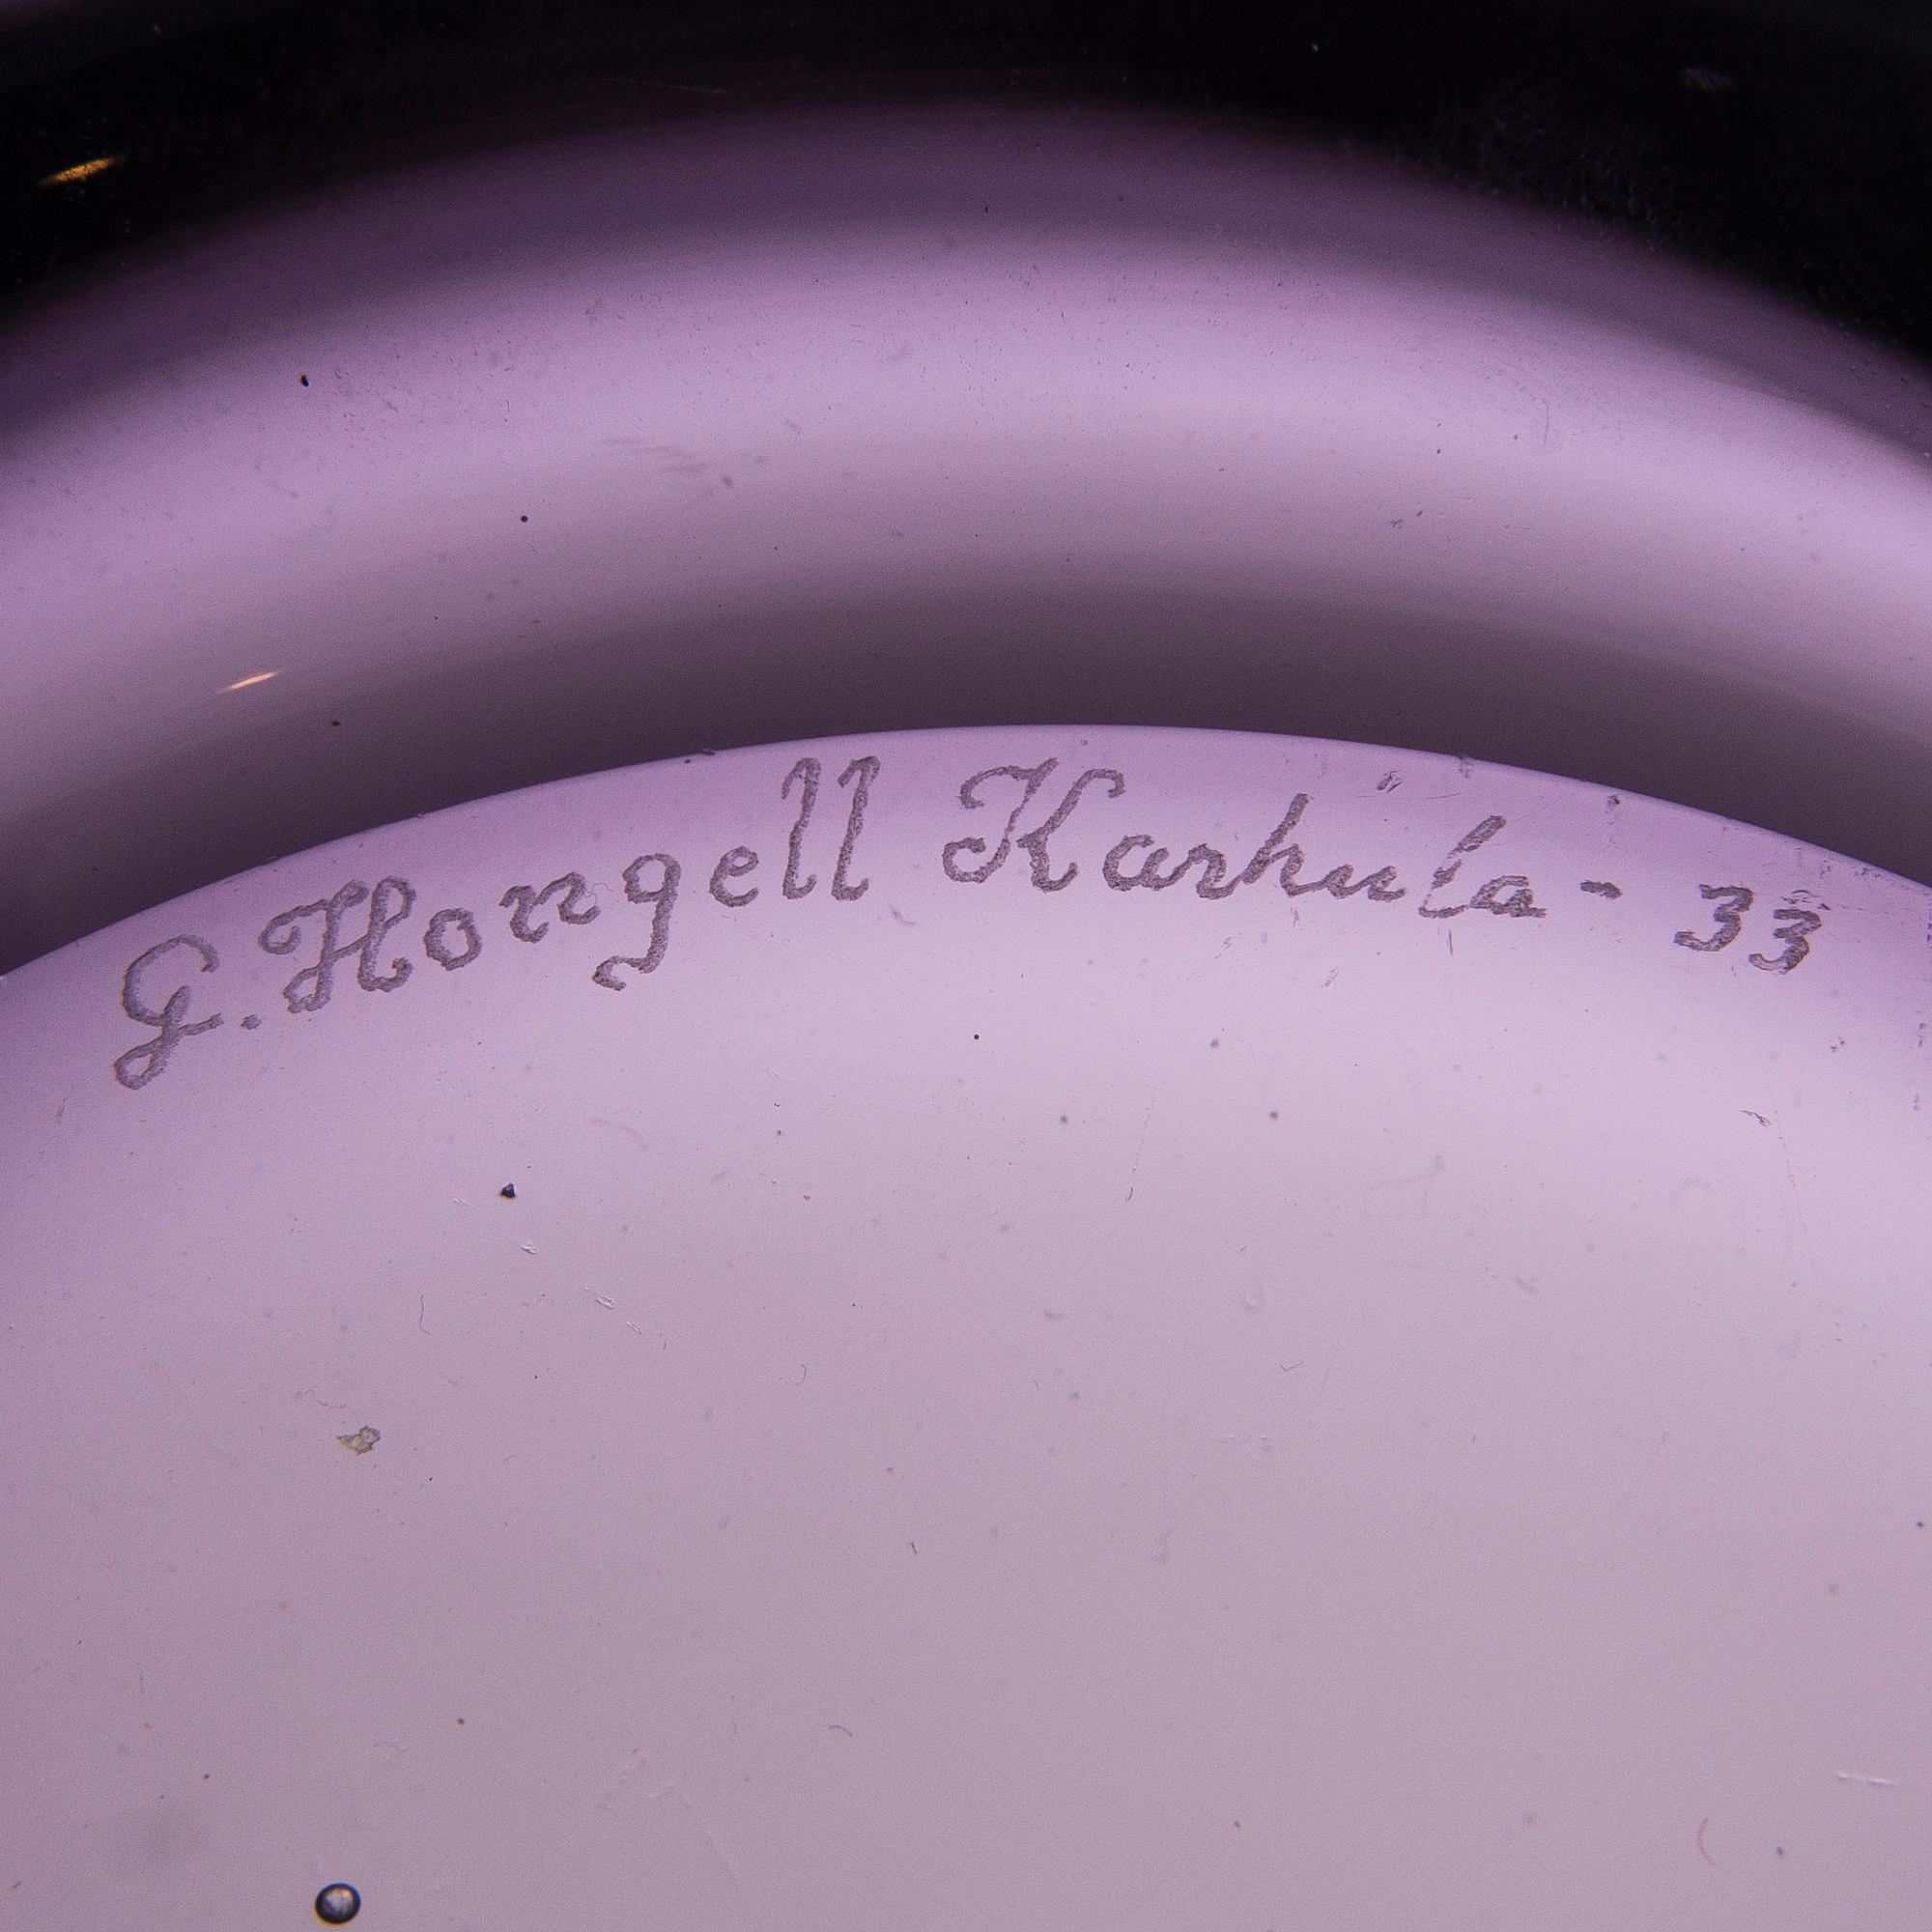 G. Hongell Karhula - 33